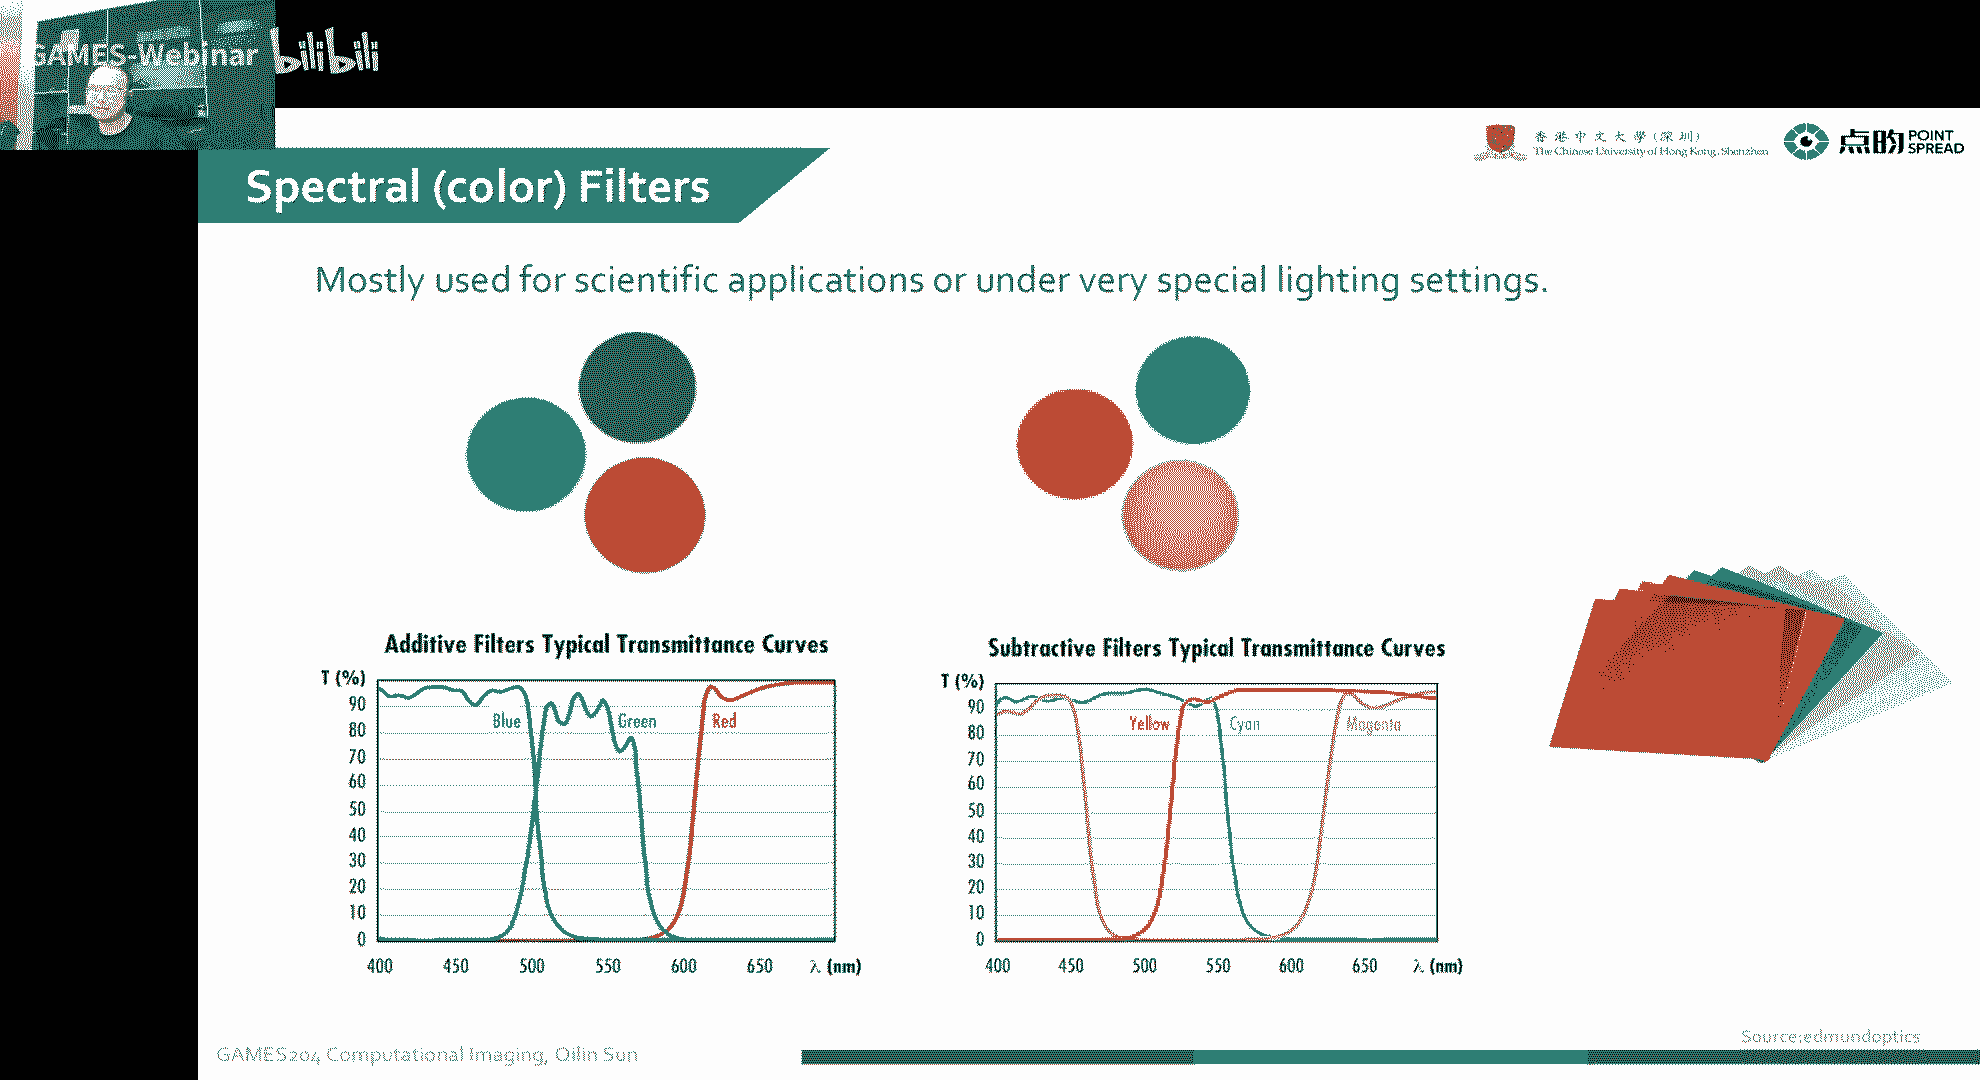 GAMES-Webinar
bilibili
香港中文大學(深圳)
The Chinese University of Hong Kong, Shenzhen
点昀 POINT
SPREAD
Spectral (color) Filters
Mostly used for scientific applications or under very special lighting settings.
Additive Filters Typical Transmittance Curves
T (%)
90
80
70
60
50
40
30
20
10
0
Blue
Green
Red
400 450 500 550 600 650 λ (nm)
Subtractive Filters Typical Transmittance Curves
T (%)
90
80
70
60
50
40
30
20
10
0
Yellow
Cyan
Magenta
400 450 500 550 600 650 λ (nm)
Source:edmundoptics
GAMES204 Computational Imaging, Qilin Sun